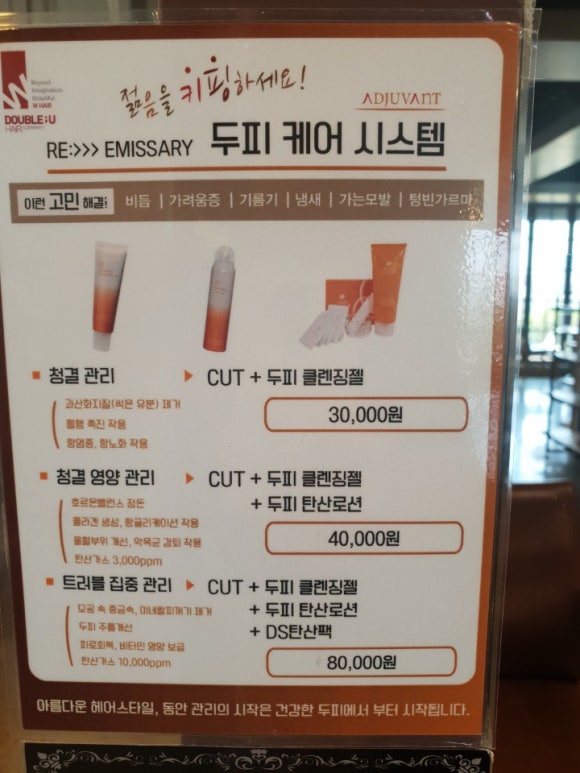 Beyond
Imagination
Beautiful
W HAIR
DOUBLE;U
HAIR
젊음을 키핑하세요!
ADJUVANT
RE:>>> EMISSARY 두피 케어 시스템
이런 고민 해결! 비듬 | 가려움증 | 기름기 | 냄새 | 가는모발 | 텅빈가르마
■ 청결 관리 ▶ CUT + 두피 클렌징젤
과산화지질(썩은 유분) 제거
혈행 촉진 작용
항염증, 항노화 작용
30,000원
■ 청결 영양 관리 ▶ CUT + 두피 클렌징젤
+ 두피 탄산로션
호르몬밸런스 정돈
콜라겐 생성, 항글리케이션 작용
울혈부위 개선, 악옥균 감퇴 작용
탄산가스 3,000ppm
40,000원
■ 트러블 집중 관리 ▶ CUT + 두피 클렌징젤
+ 두피 탄산로션
+ DS탄산팩
모공 속 중금속, 미네랄찌꺼기 제거
두피 주름개선
피로회복, 비타민 영양 보급
탄산가스 10,000ppm
80,000원
아름다운 헤어스타일, 동안 관리의 시작은 건강한 두피에서 부터 시작됩니다.